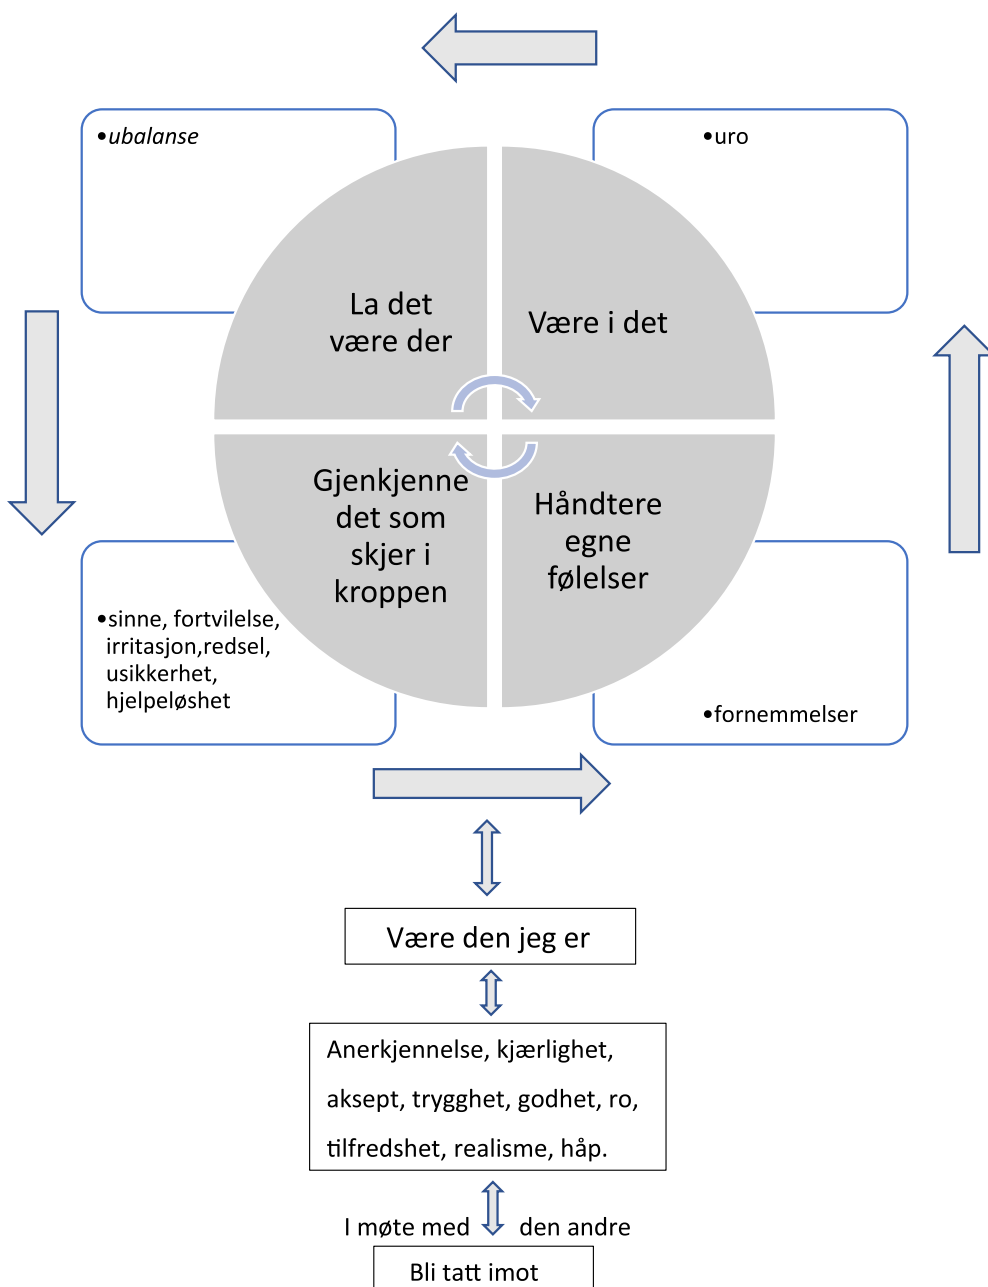 •ubalanse
•uro
La det
være der
Være i det
Gjenkjenne
det som
skjer i
kroppen
Håndtere
egne
følelser
•sinne, fortvilelse,
irritasjon,redsel,
usikkerhet,
hjelpeløshet
•fornemmelser
Være den jeg er
Anerkjennelse, kjærlighet,
aksept, trygghet, godhet, ro,
tilfredshet, realisme, håp.
I møte med den andre
Bli tatt imot